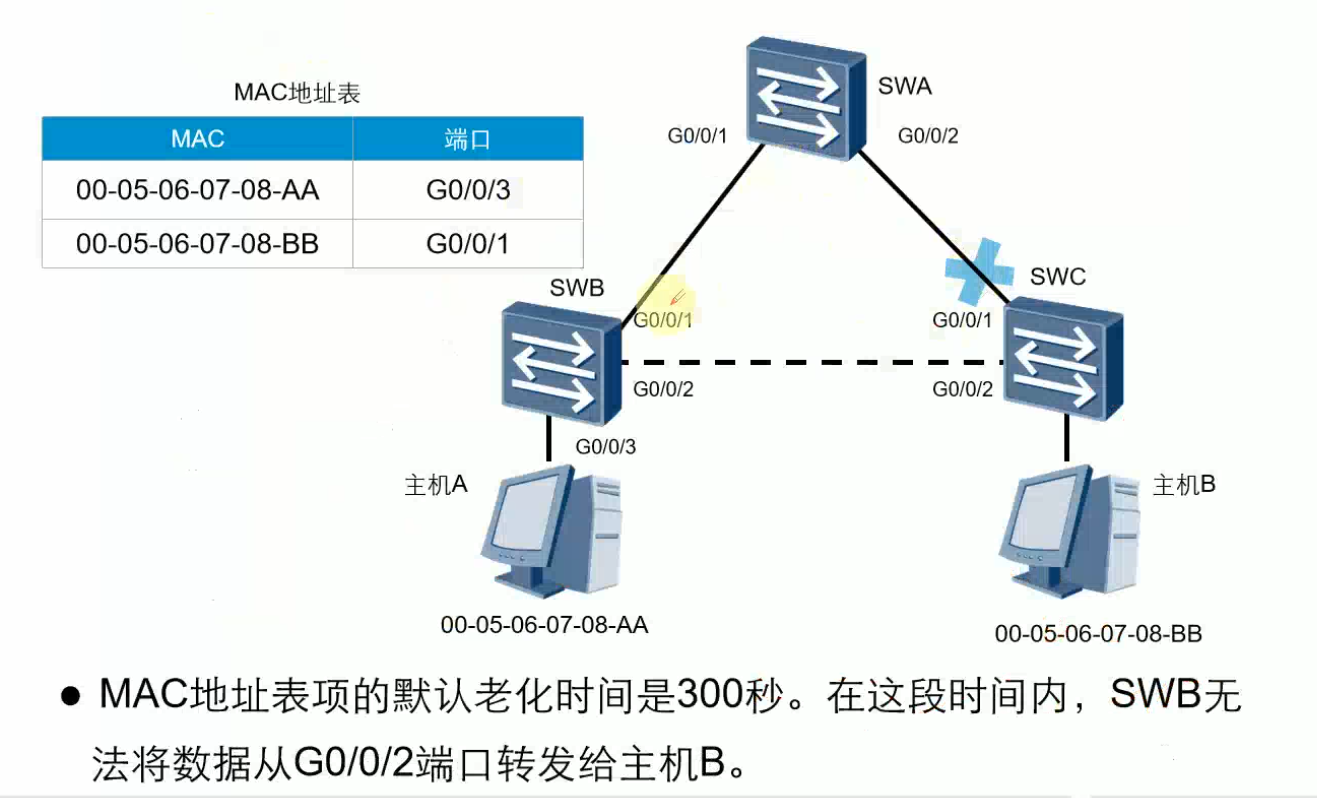 MAC地址表
MAC 端口
00-05-06-07-08-AA G0/0/3
00-05-06-07-08-BB G0/0/1
SWA
G0/0/1 G0/0/2
SWB
SWC
G0/0/1 G0/0/1
G0/0/2 G0/0/2
G0/0/3
主机A 主机B
00-05-06-07-08-AA
00-05-06-07-08-BB
● MAC地址表项的默认老化时间是300秒。在这段时间内，SWB无
法将数据从G0/0/2端口转发给主机B。